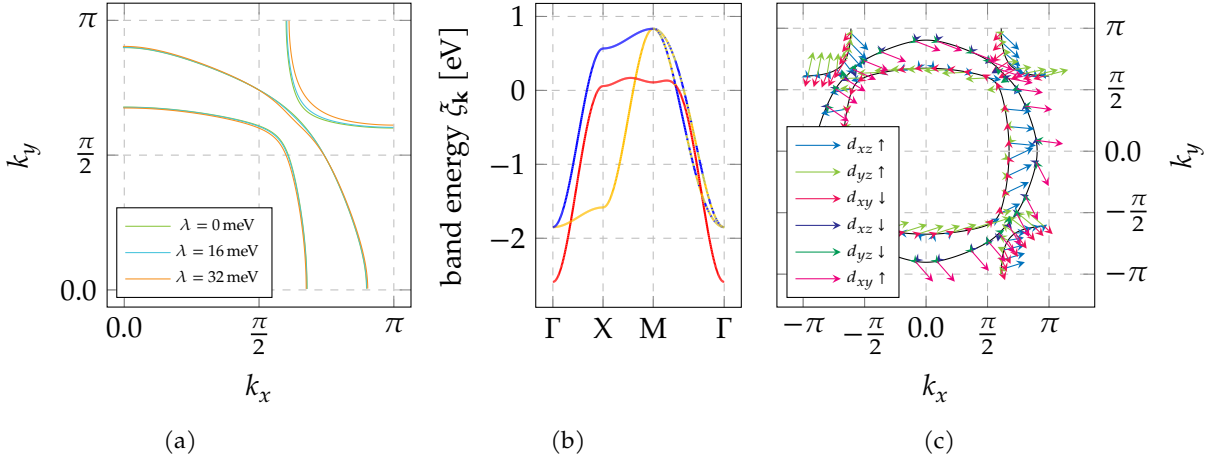 π
π/2
0.0
k_y
λ = 0 meV
λ = 16 meV
λ = 32 meV
0.0
π/2
π
k_x
(a)
band energy ξ_k [eV]
1
0
−1
−2
Γ X M Γ
(b)
d_xz ↑
d_yz ↑
d_xy ↓
d_xz ↓
d_yz ↓
d_xy ↑
π
π/2
0.0
−π/2
−π
k_y
−π
−π/2
0.0
π/2
π
k_x
(c)